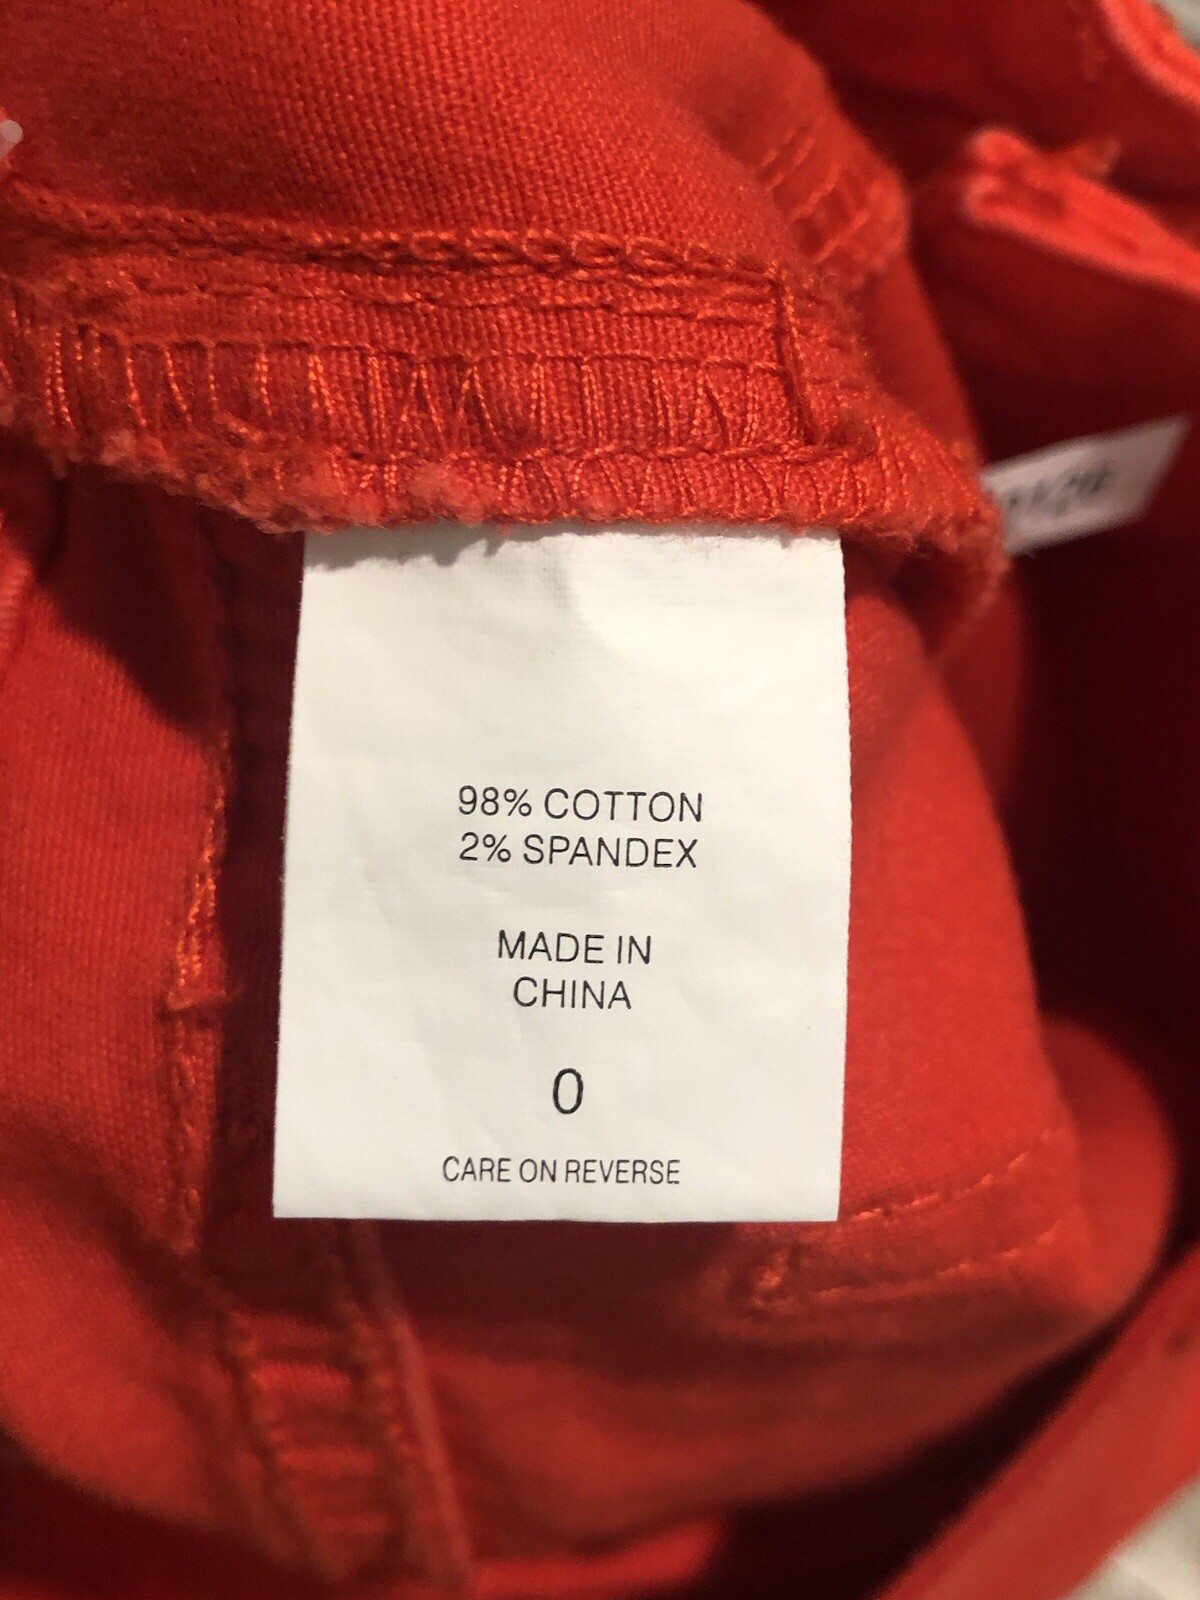 98% COTTON
2% SPANDEX
MADE IN
CHINA
0
CARE ON REVERSE